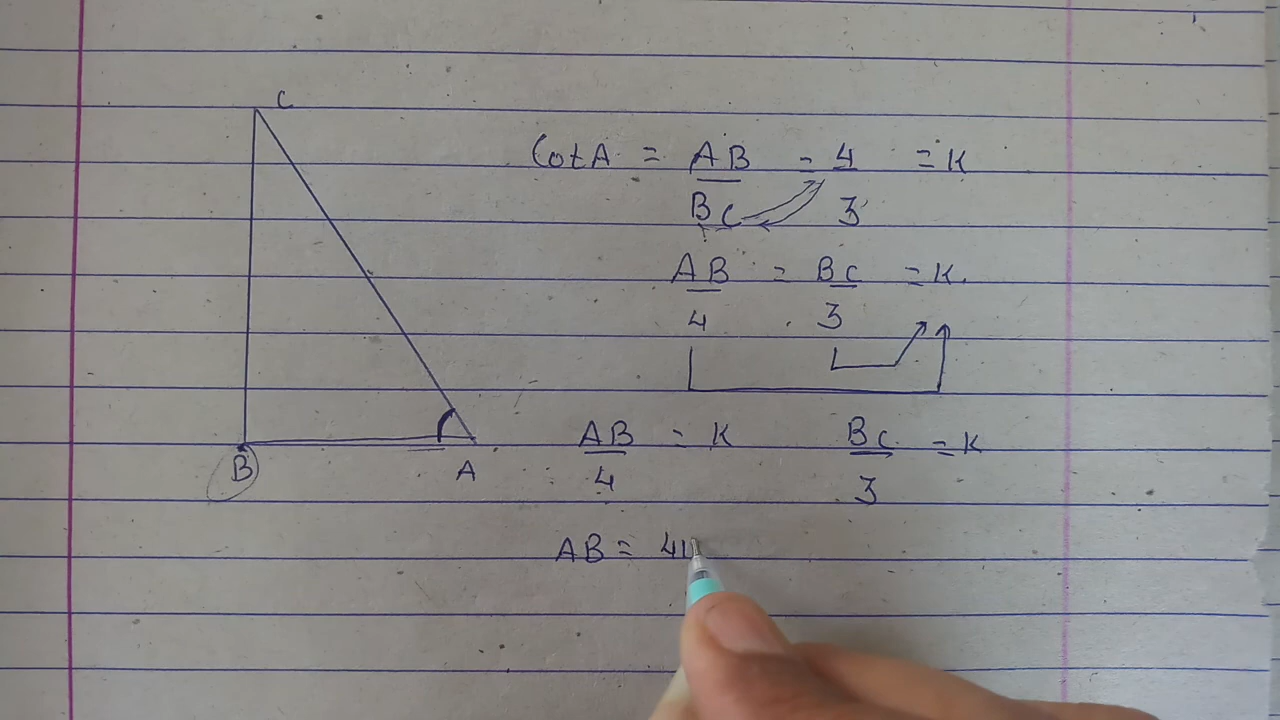 C
CotA = AB = 4 = K
BC 3
AB = BC = K.
4 3
AB = K BC = K
B A 4 3
AB = 4